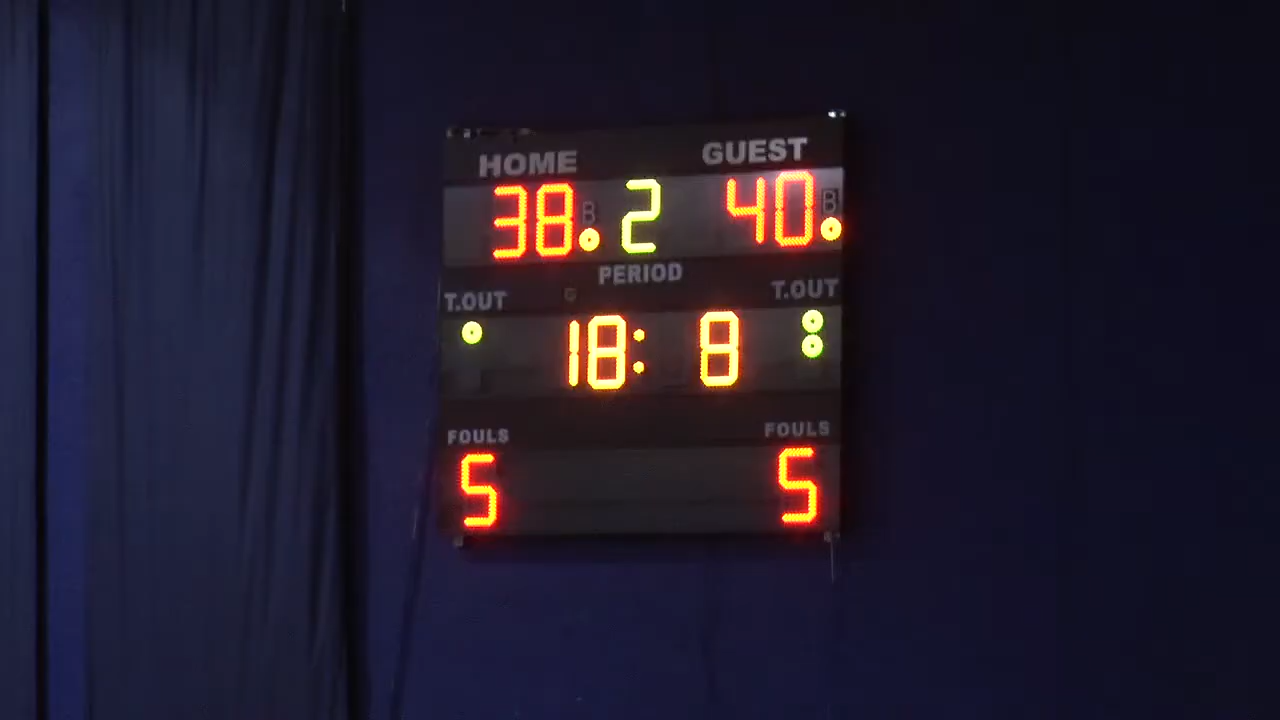 HOME GUEST
38 B 2 40 B
PERIOD
T.OUT G T.OUT
18: 8
FOULS FOULS
5 5